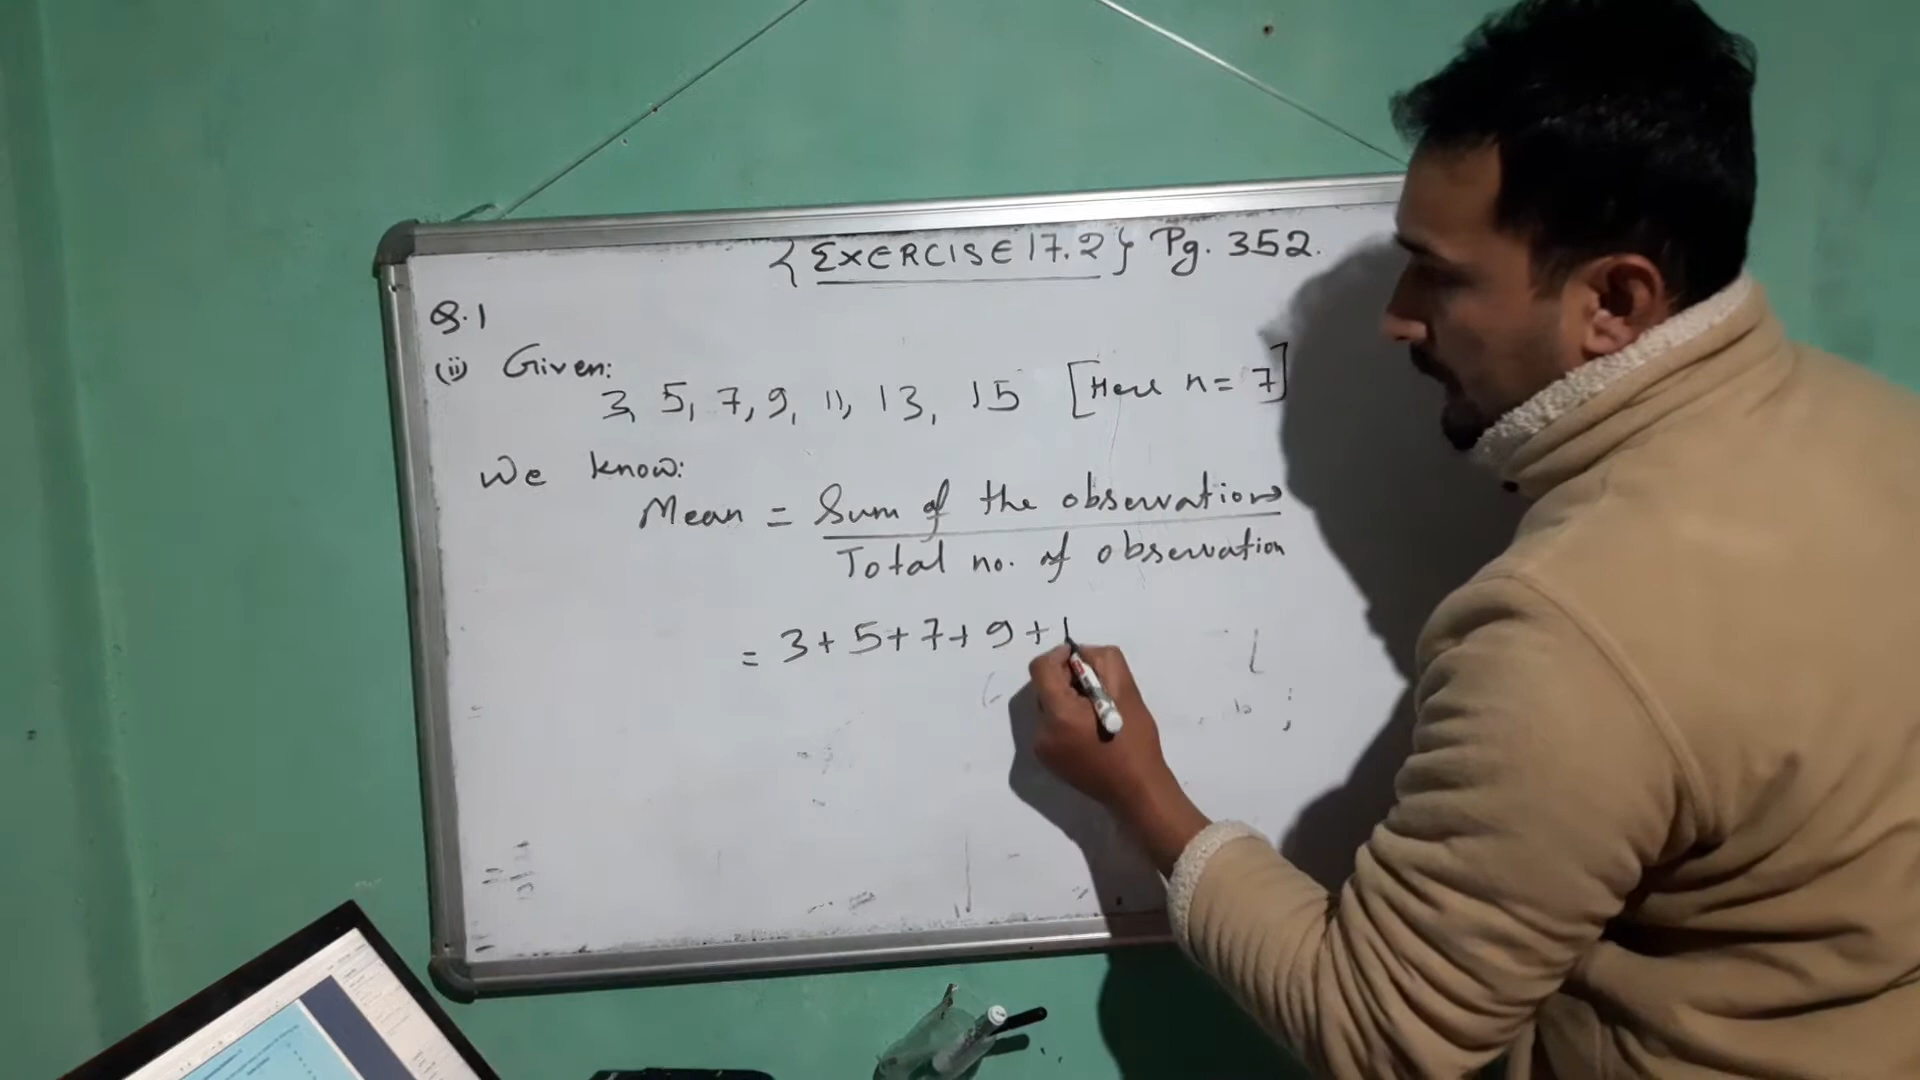 {EXERCISE 17.2} Pg. 352.
Q.1
(ii) Given:
3, 5, 7, 9, 11, 13, 15 [Here n = 7]
We know:
Mean = Sum of the observations
Total no. of observation
= 3 + 5 + 7 + 9 + 1